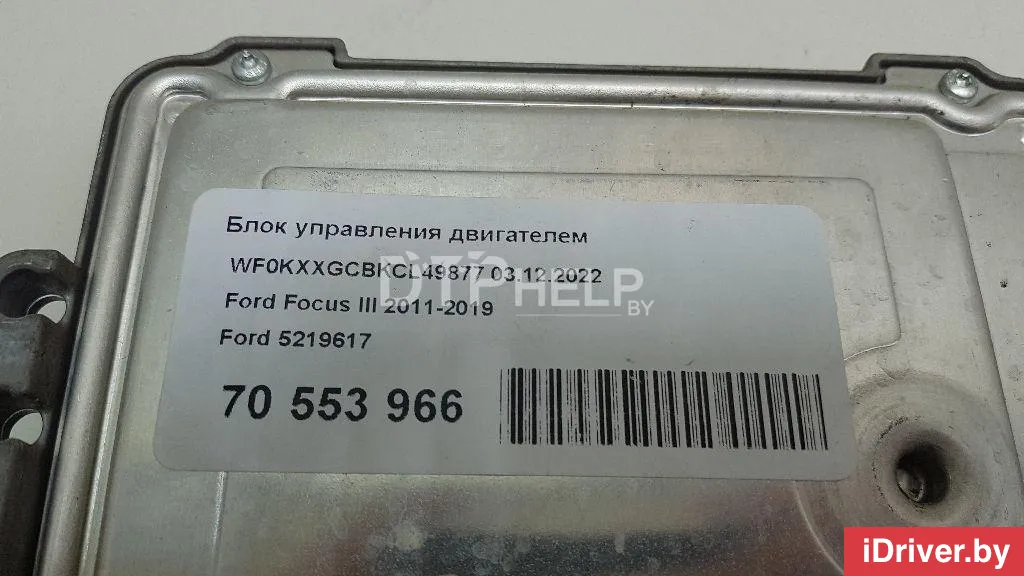 Блок управления двигателем
WF0KXXGCBKCL49877 03.12.2022
DTPHELP.BY
Ford Focus III 2011-2019
Ford 5219617
70 553 966
iDriver.by